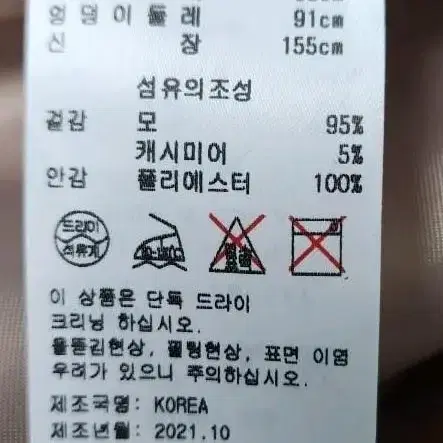 엉덩이둘레 91cm
신 장 155cm
섬유의조성
겉감 모 95%
캐시미어 5%
안감 폴리에스터 100%
드라이
석유계
이 상품은 단독 드라이
크리닝 하십시오.
올뜯김현상, 필링현상, 표면 이염
우려가 있으니 주의하십시오.
제조국명: KOREA
제조년월: 2021.10